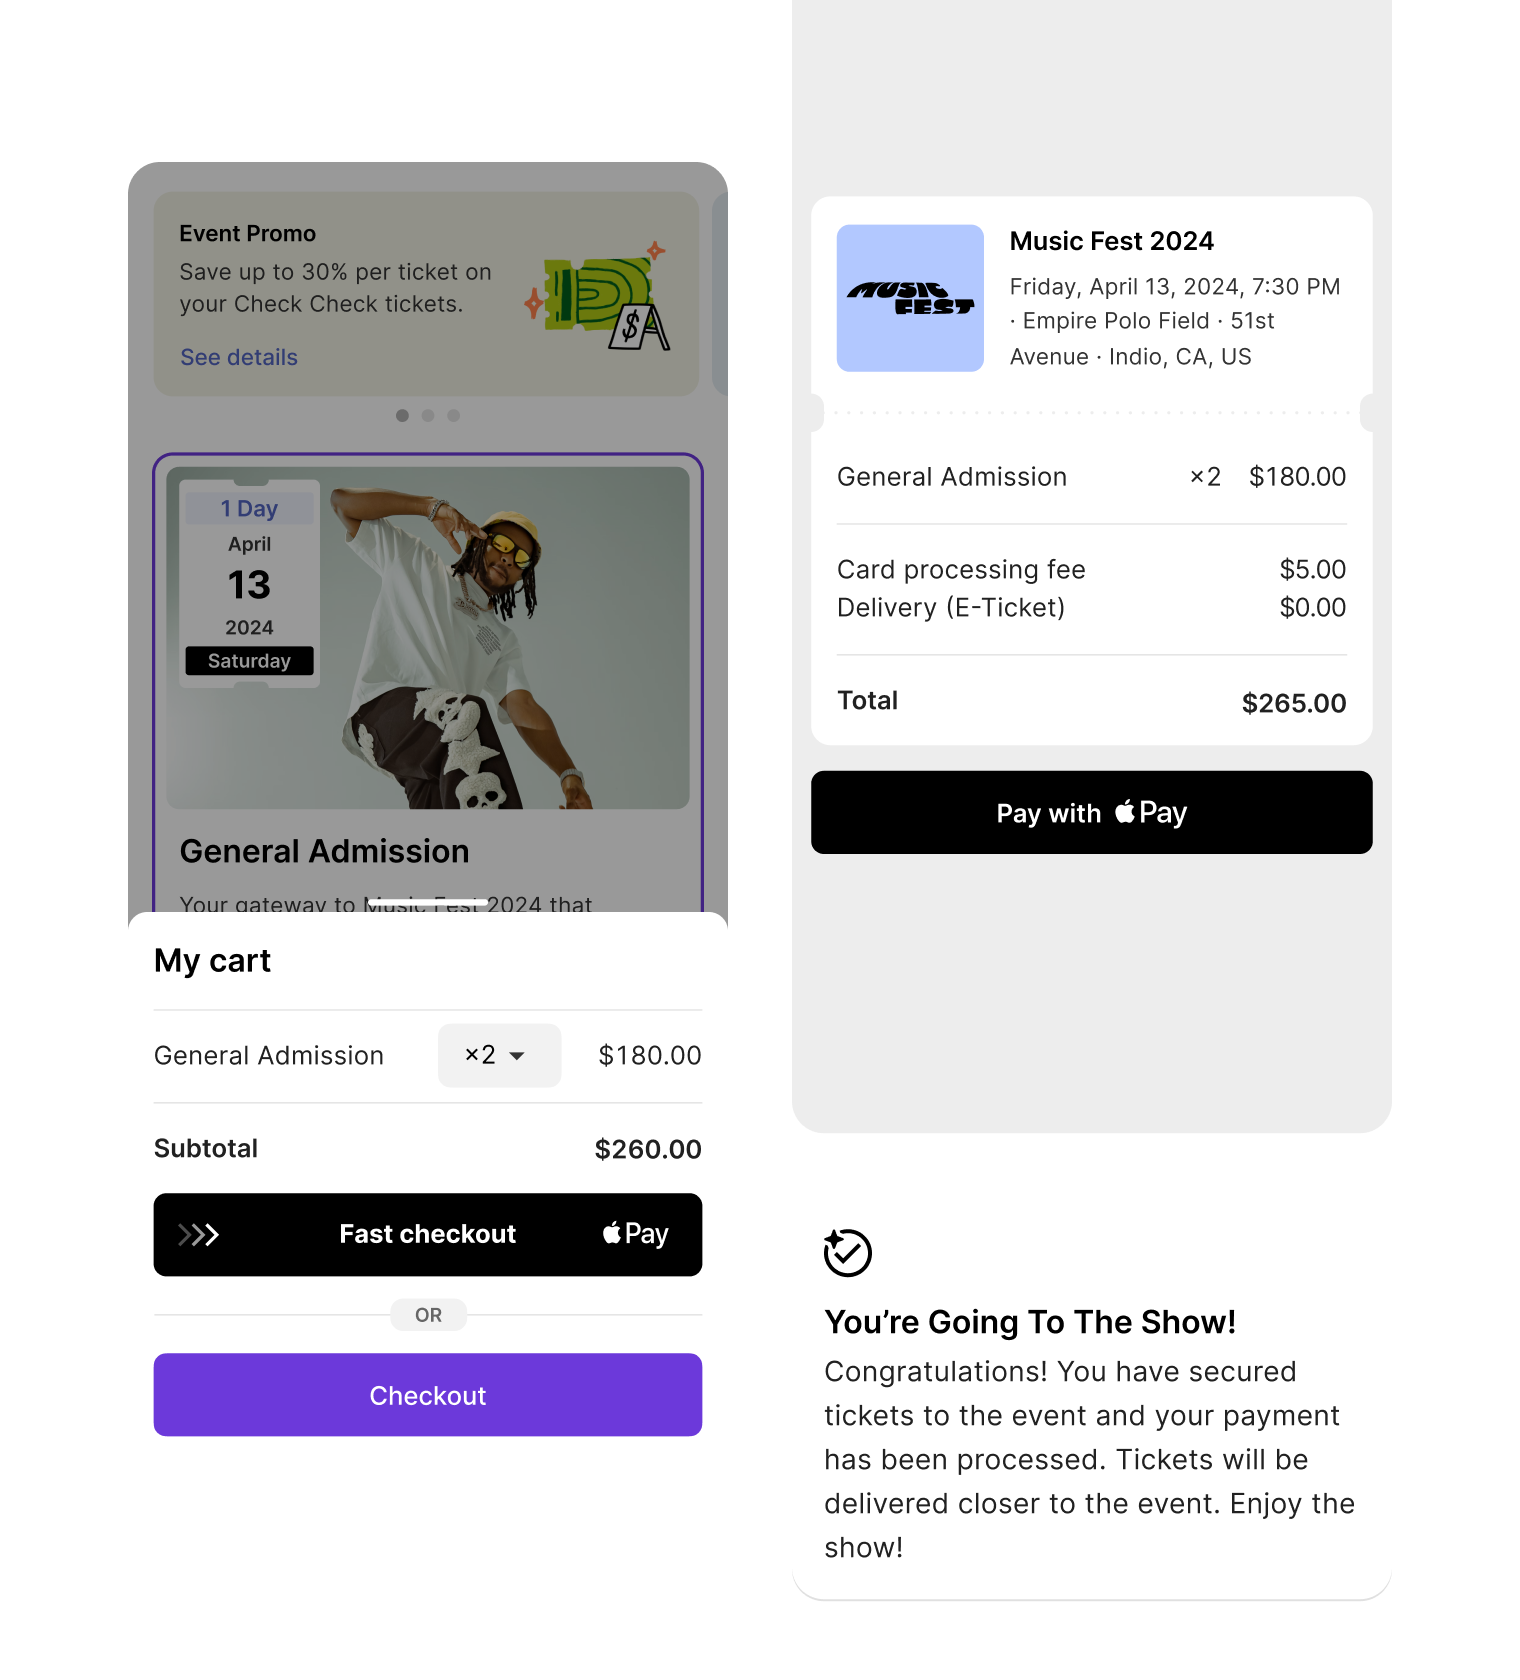 Event Promo
Save up to 30% per ticket on
your Check Check tickets.
$A
See details
1 Day
April
13
2024
Saturday
General Admission
Your gateway to Music Fest 2024 that
My cart
General Admission ×2 $180.00
Subtotal $260.00
Fast checkout Pay
OR
Checkout
MUSIC
FEST
Music Fest 2024
Friday, April 13, 2024, 7:30 PM
· Empire Polo Field · 51st
Avenue · Indio, CA, US
General Admission ×2 $180.00
Card processing fee $5.00
Delivery (E-Ticket) $0.00
Total $265.00
Pay with Pay
You’re Going To The Show!
Congratulations! You have secured
tickets to the event and your payment
has been processed. Tickets will be
delivered closer to the event. Enjoy the
show!